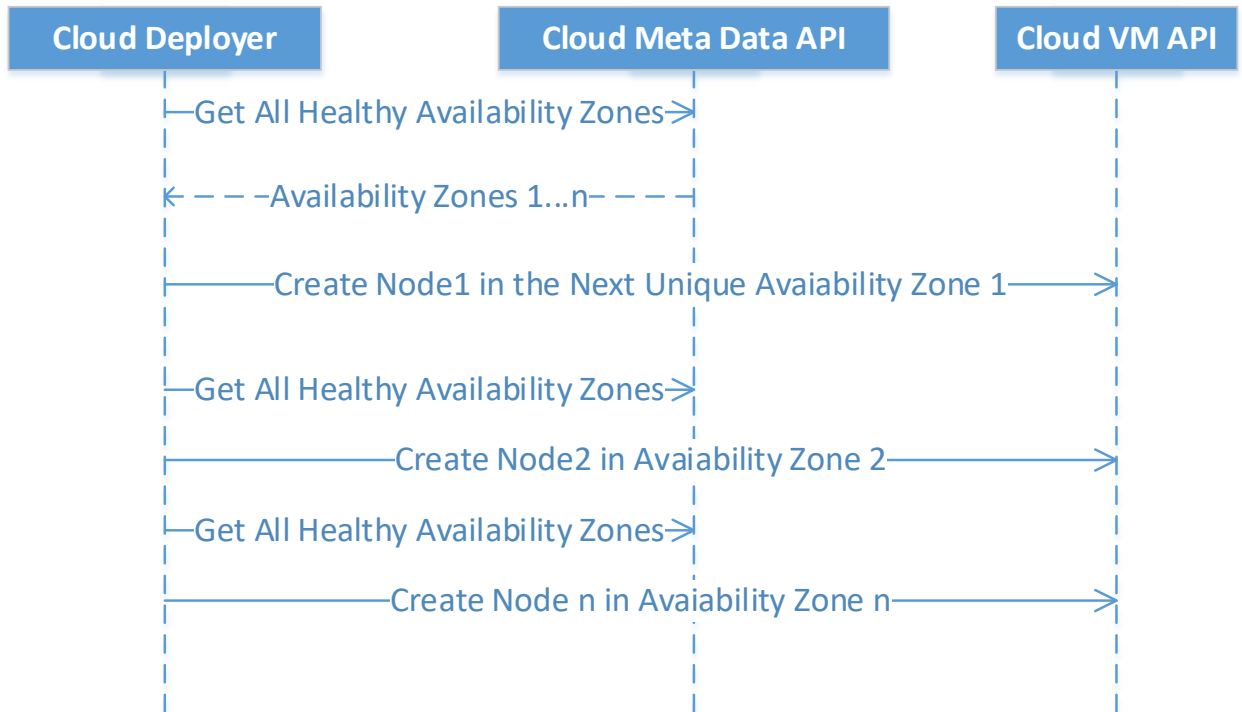 Cloud Deployer
Cloud Meta Data API
Cloud VM API
Get All Healthy Availability Zones
Availability Zones 1...n
Create Node1 in the Next Unique Avaiability Zone 1
Get All Healthy Availability Zones
Create Node2 in Avaiability Zone 2
Get All Healthy Availability Zones
Create Node n in Avaiability Zone n